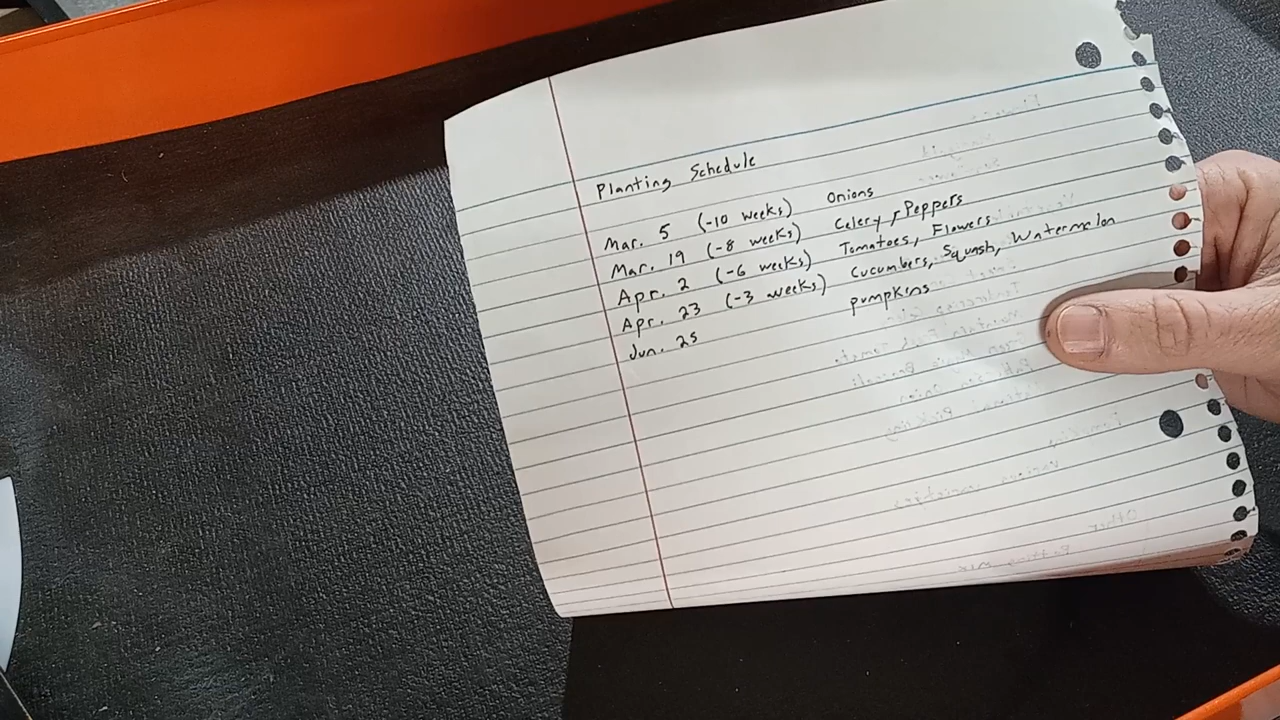 Planting Schedule
Mar. 5 (-10 weeks) Onions
Mar. 19 (-8 weeks) Celery, Peppers
Apr. 2 (-6 weeks) Tomatoes, Flowers
Apr. 23 (-3 weeks) Cucumbers, Squash, Watermelon
Jun. 25 pumpkins